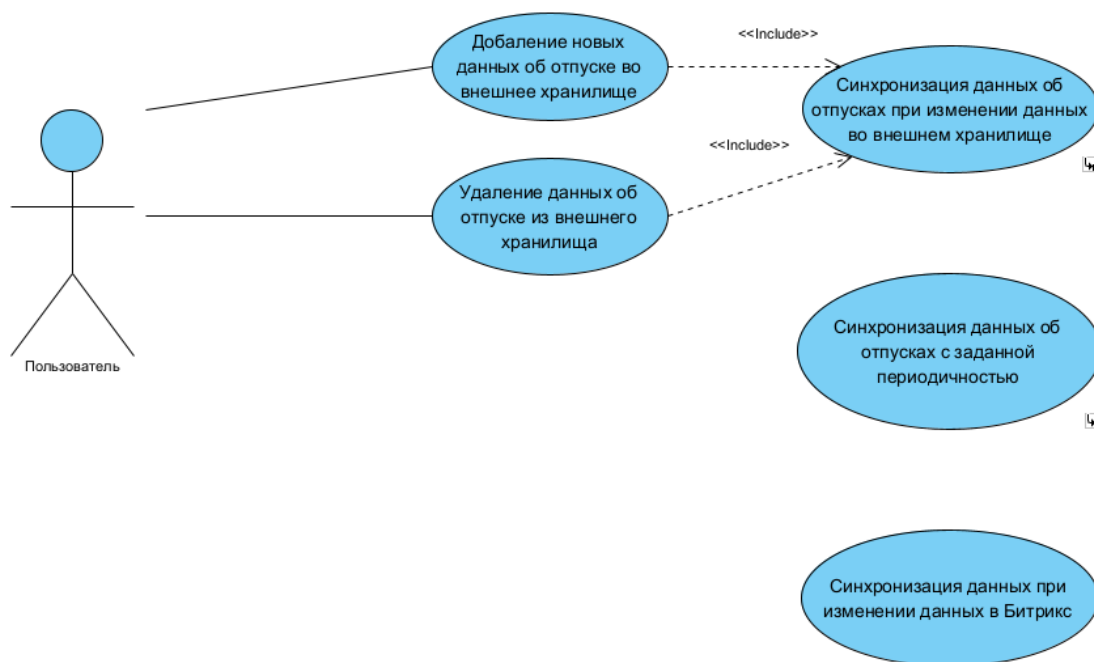 Добаление новых
данных об отпуске во
внешнее хранилище
<<Include>>
Синхронизация данных об
отпусках при изменении данных
во внешнем хранилище
<<Include>>
Удаление данных об
отпуске из внешнего
хранилища
Пользователь
Синхронизация данных об
отпусках с заданной
периодичностью
Синхронизация данных при
изменении данных в Битрикс